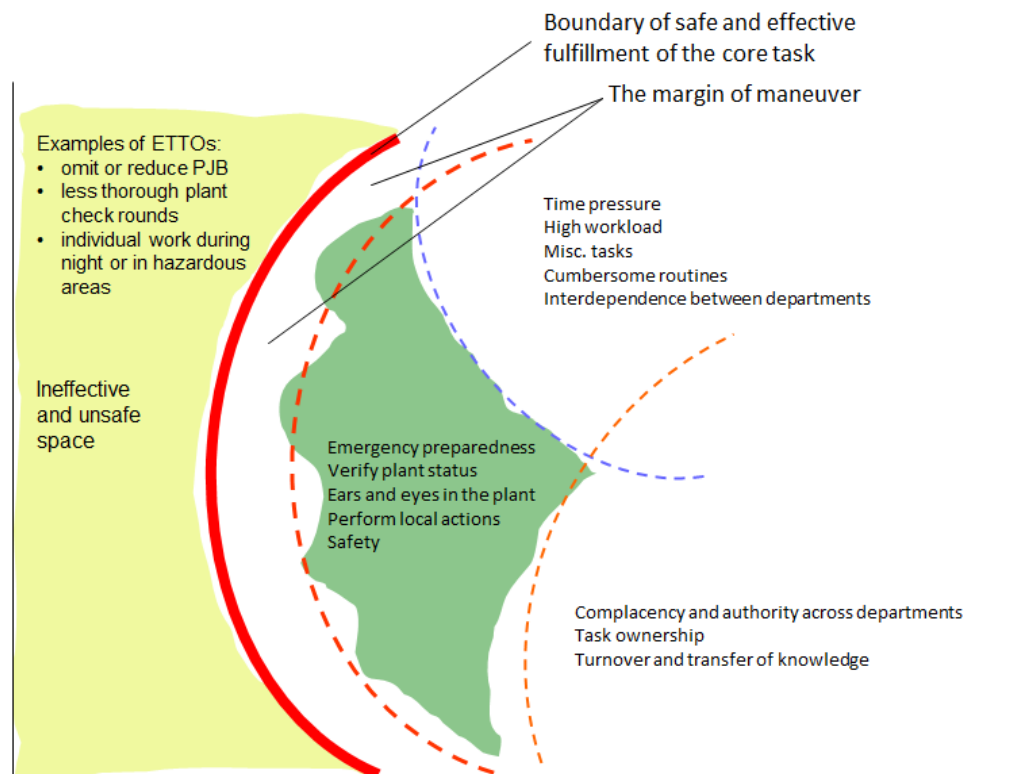 Boundary of safe and effective
fulfillment of the core task
The margin of maneuver
Examples of ETTOs:
• omit or reduce PJB
• less thorough plant
check rounds
• individual work during
night or in hazardous
areas
Time pressure
High workload
Misc. tasks
Cumbersome routines
Interdependence between departments
Ineffective
and unsafe
space
Emergency preparedness
Verify plant status
Ears and eyes in the plant
Perform local actions
Safety
Complacency and authority across departments
Task ownership
Turnover and transfer of knowledge